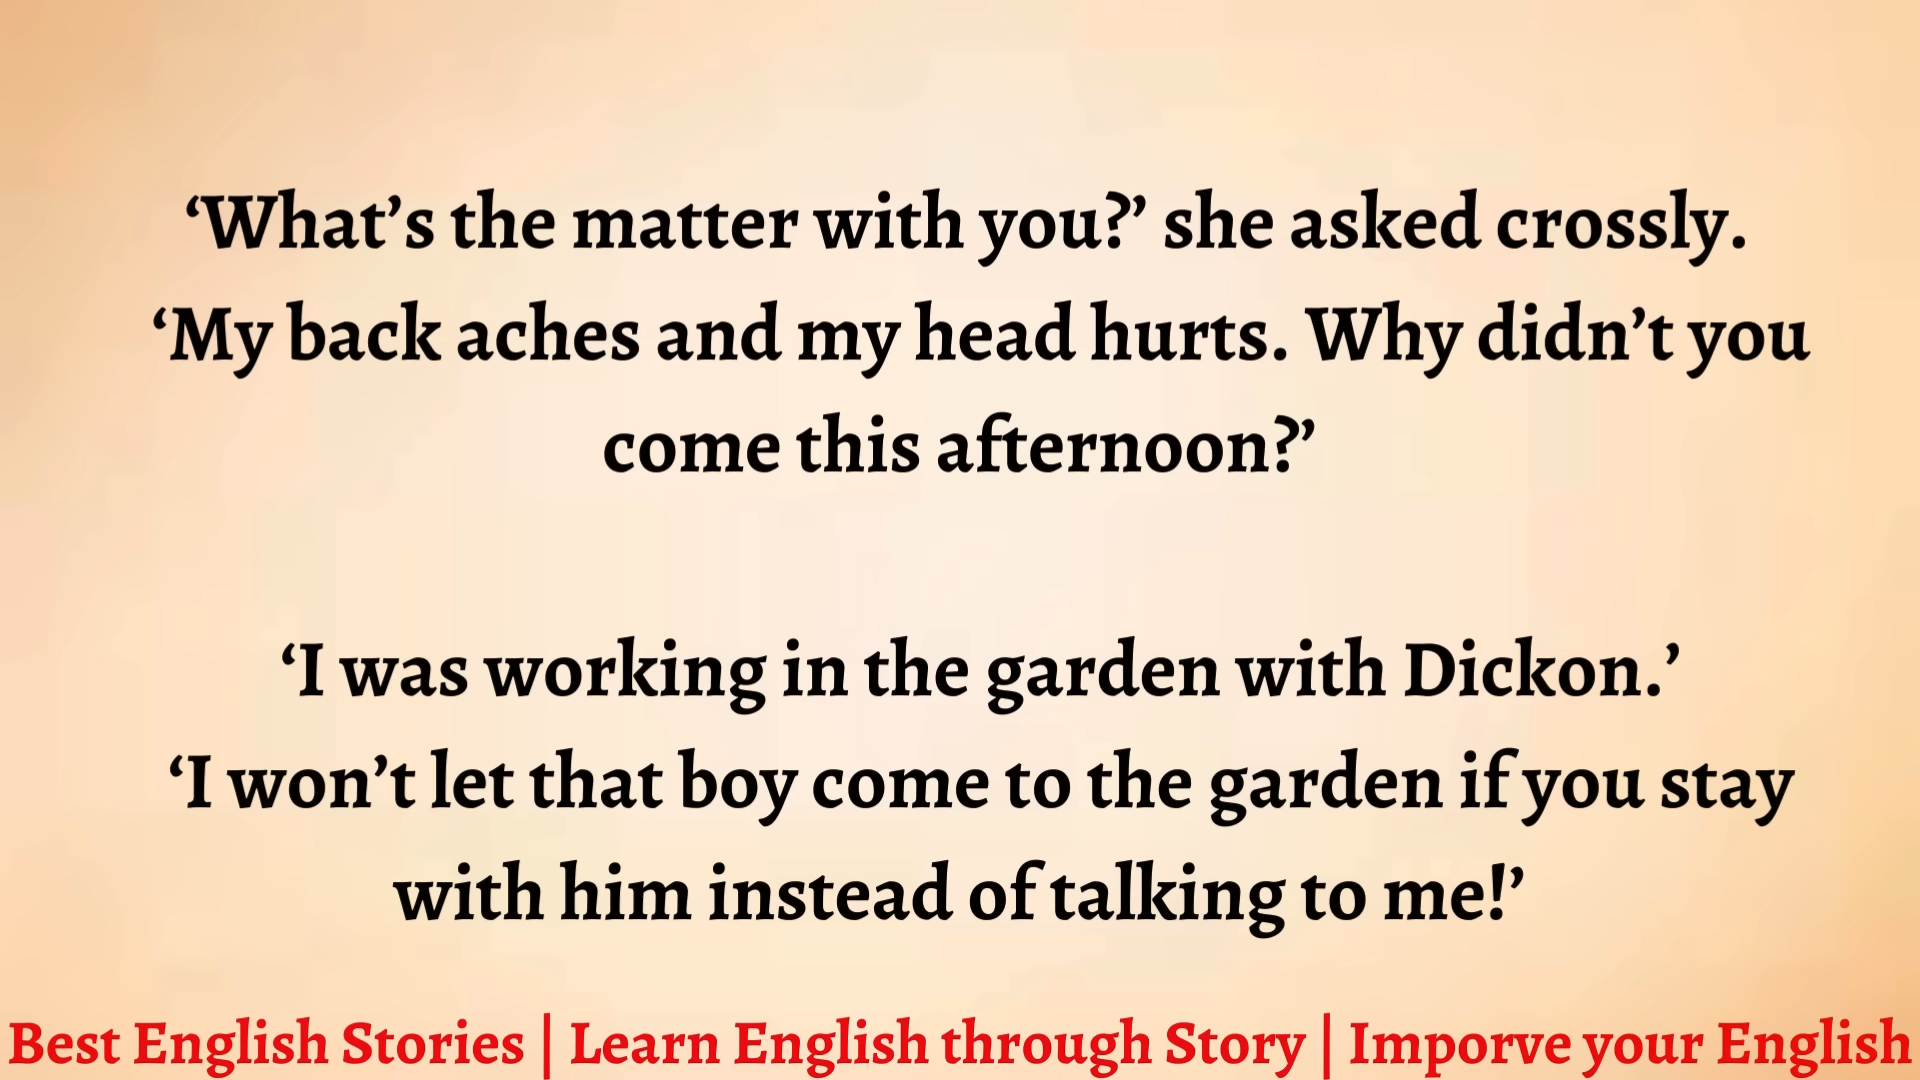 ‘What’s the matter with you?’ she asked crossly.
‘My back aches and my head hurts. Why didn’t you
come this afternoon?’
‘I was working in the garden with Dickon.’
‘I won’t let that boy come to the garden if you stay
with him instead of talking to me!’
Best English Stories | Learn English through Story | Imporve your English